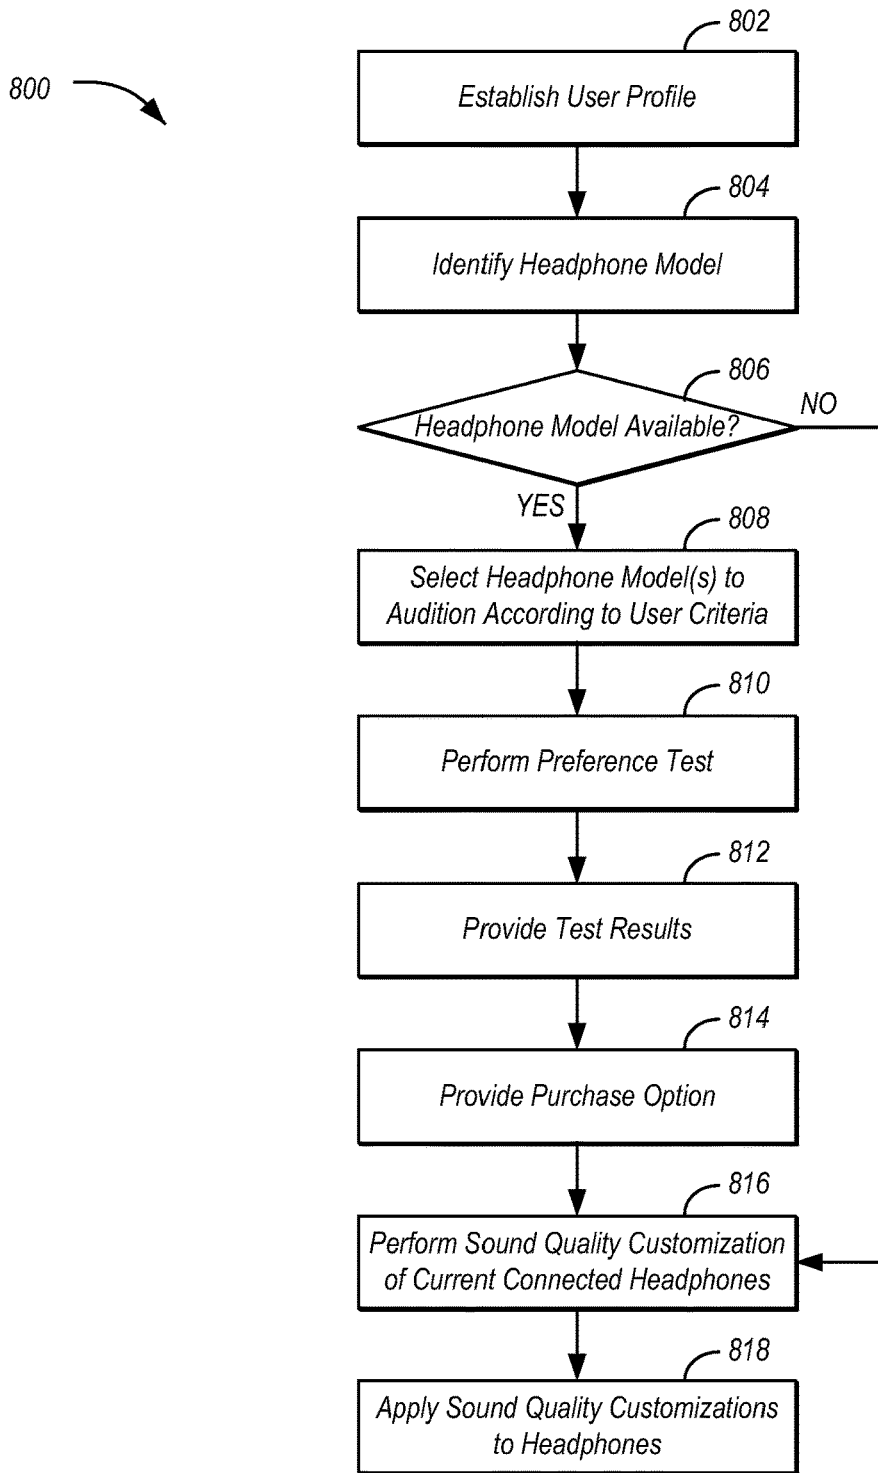 802
800
Establish User Profile
804
Identify Headphone Model
806
Headphone Model Available?
NO
YES
808
Select Headphone Model(s) to
Audition According to User Criteria
810
Perform Preference Test
812
Provide Test Results
814
Provide Purchase Option
816
Perform Sound Quality Customization
of Current Connected Headphones
818
Apply Sound Quality Customizations
to Headphones